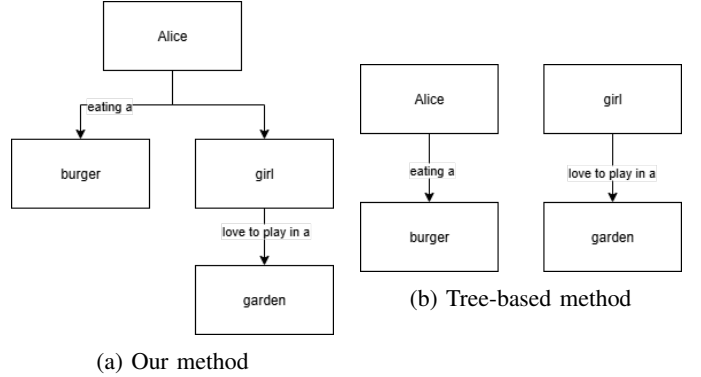 Alice
eating a
burger
girl
love to play in a
garden
(a) Our method
Alice
girl
eating a
love to play in a
burger
garden
(b) Tree-based method